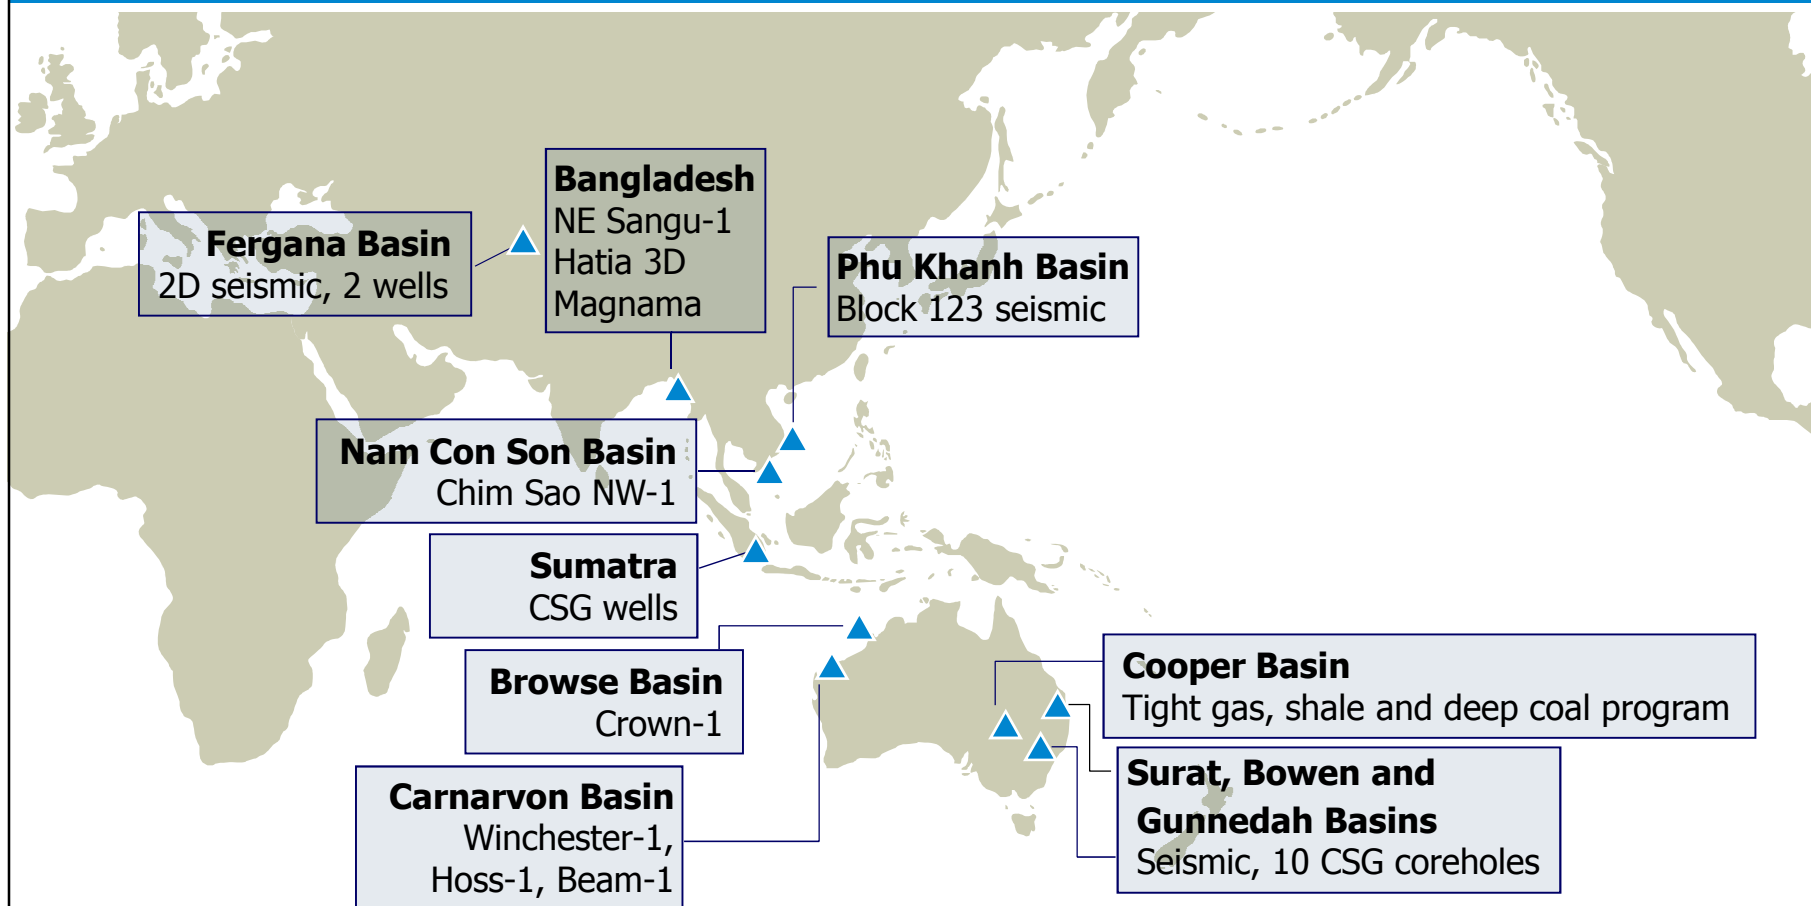 Bangladesh
NE Sangu-1
Hatia 3D
Magnama
Fergana Basin
2D seismic, 2 wells
Phu Khanh Basin
Block 123 seismic
Nam Con Son Basin
Chim Sao NW-1
Sumatra
CSG wells
Browse Basin
Crown-1
Carnarvon Basin
Winchester-1,
Hoss-1, Beam-1
Cooper Basin
Tight gas, shale and deep coal program
Surat, Bowen and
Gunnedah Basins
Seismic, 10 CSG coreholes